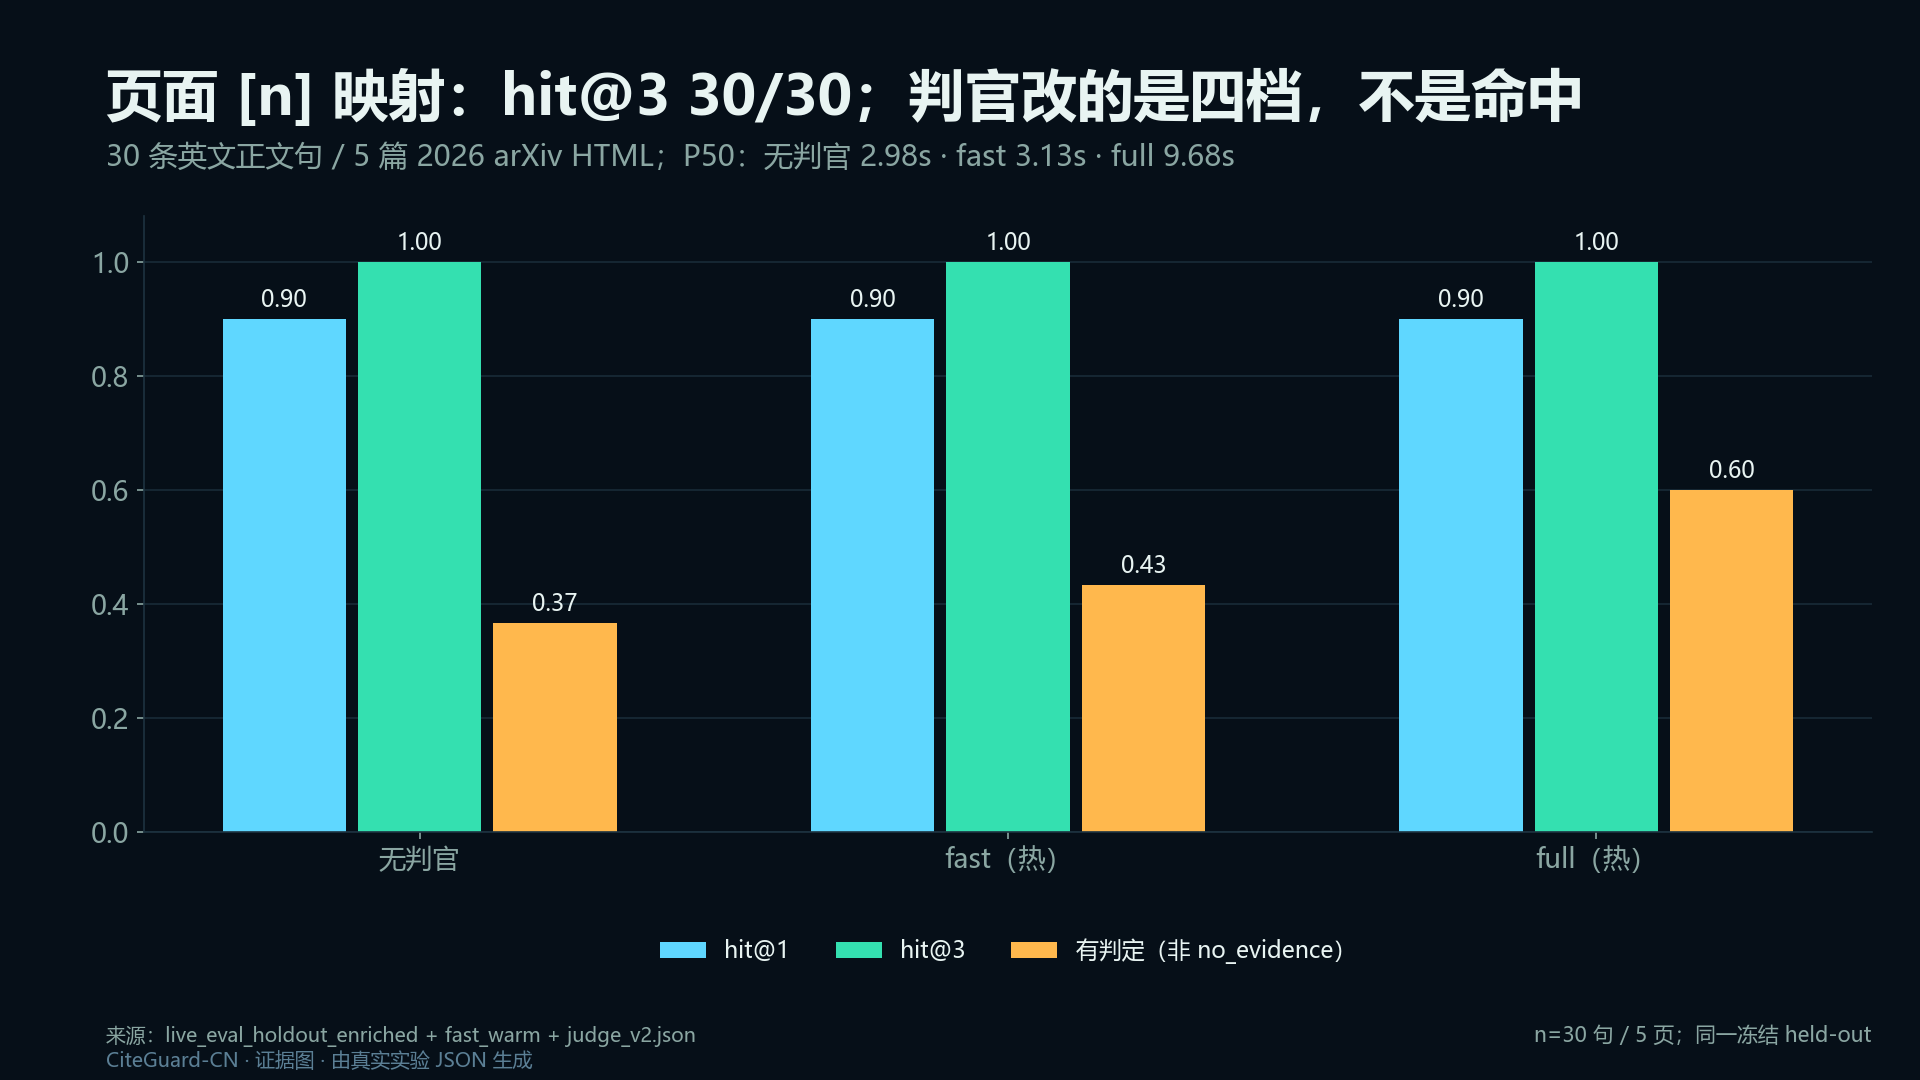 页面 [n] 映射：hit@3 30/30；判官改的是四档，不是命中
30 条英文正文句 / 5 篇 2026 arXiv HTML；P50：无判官 2.98s · fast 3.13s · full 9.68s
1.0
0.8
0.6
0.4
0.2
0.0
0.90
1.00
0.37
0.90
1.00
0.43
0.90
1.00
0.60
无判官
fast（热）
full（热）
hit@1
hit@3
有判定（非 no_evidence）
来源：live_eval_holdout_enriched + fast_warm + judge_v2.json
n=30 句 / 5 页；同一冻结 held-out
CiteGuard-CN · 证据图 · 由真实实验 JSON 生成